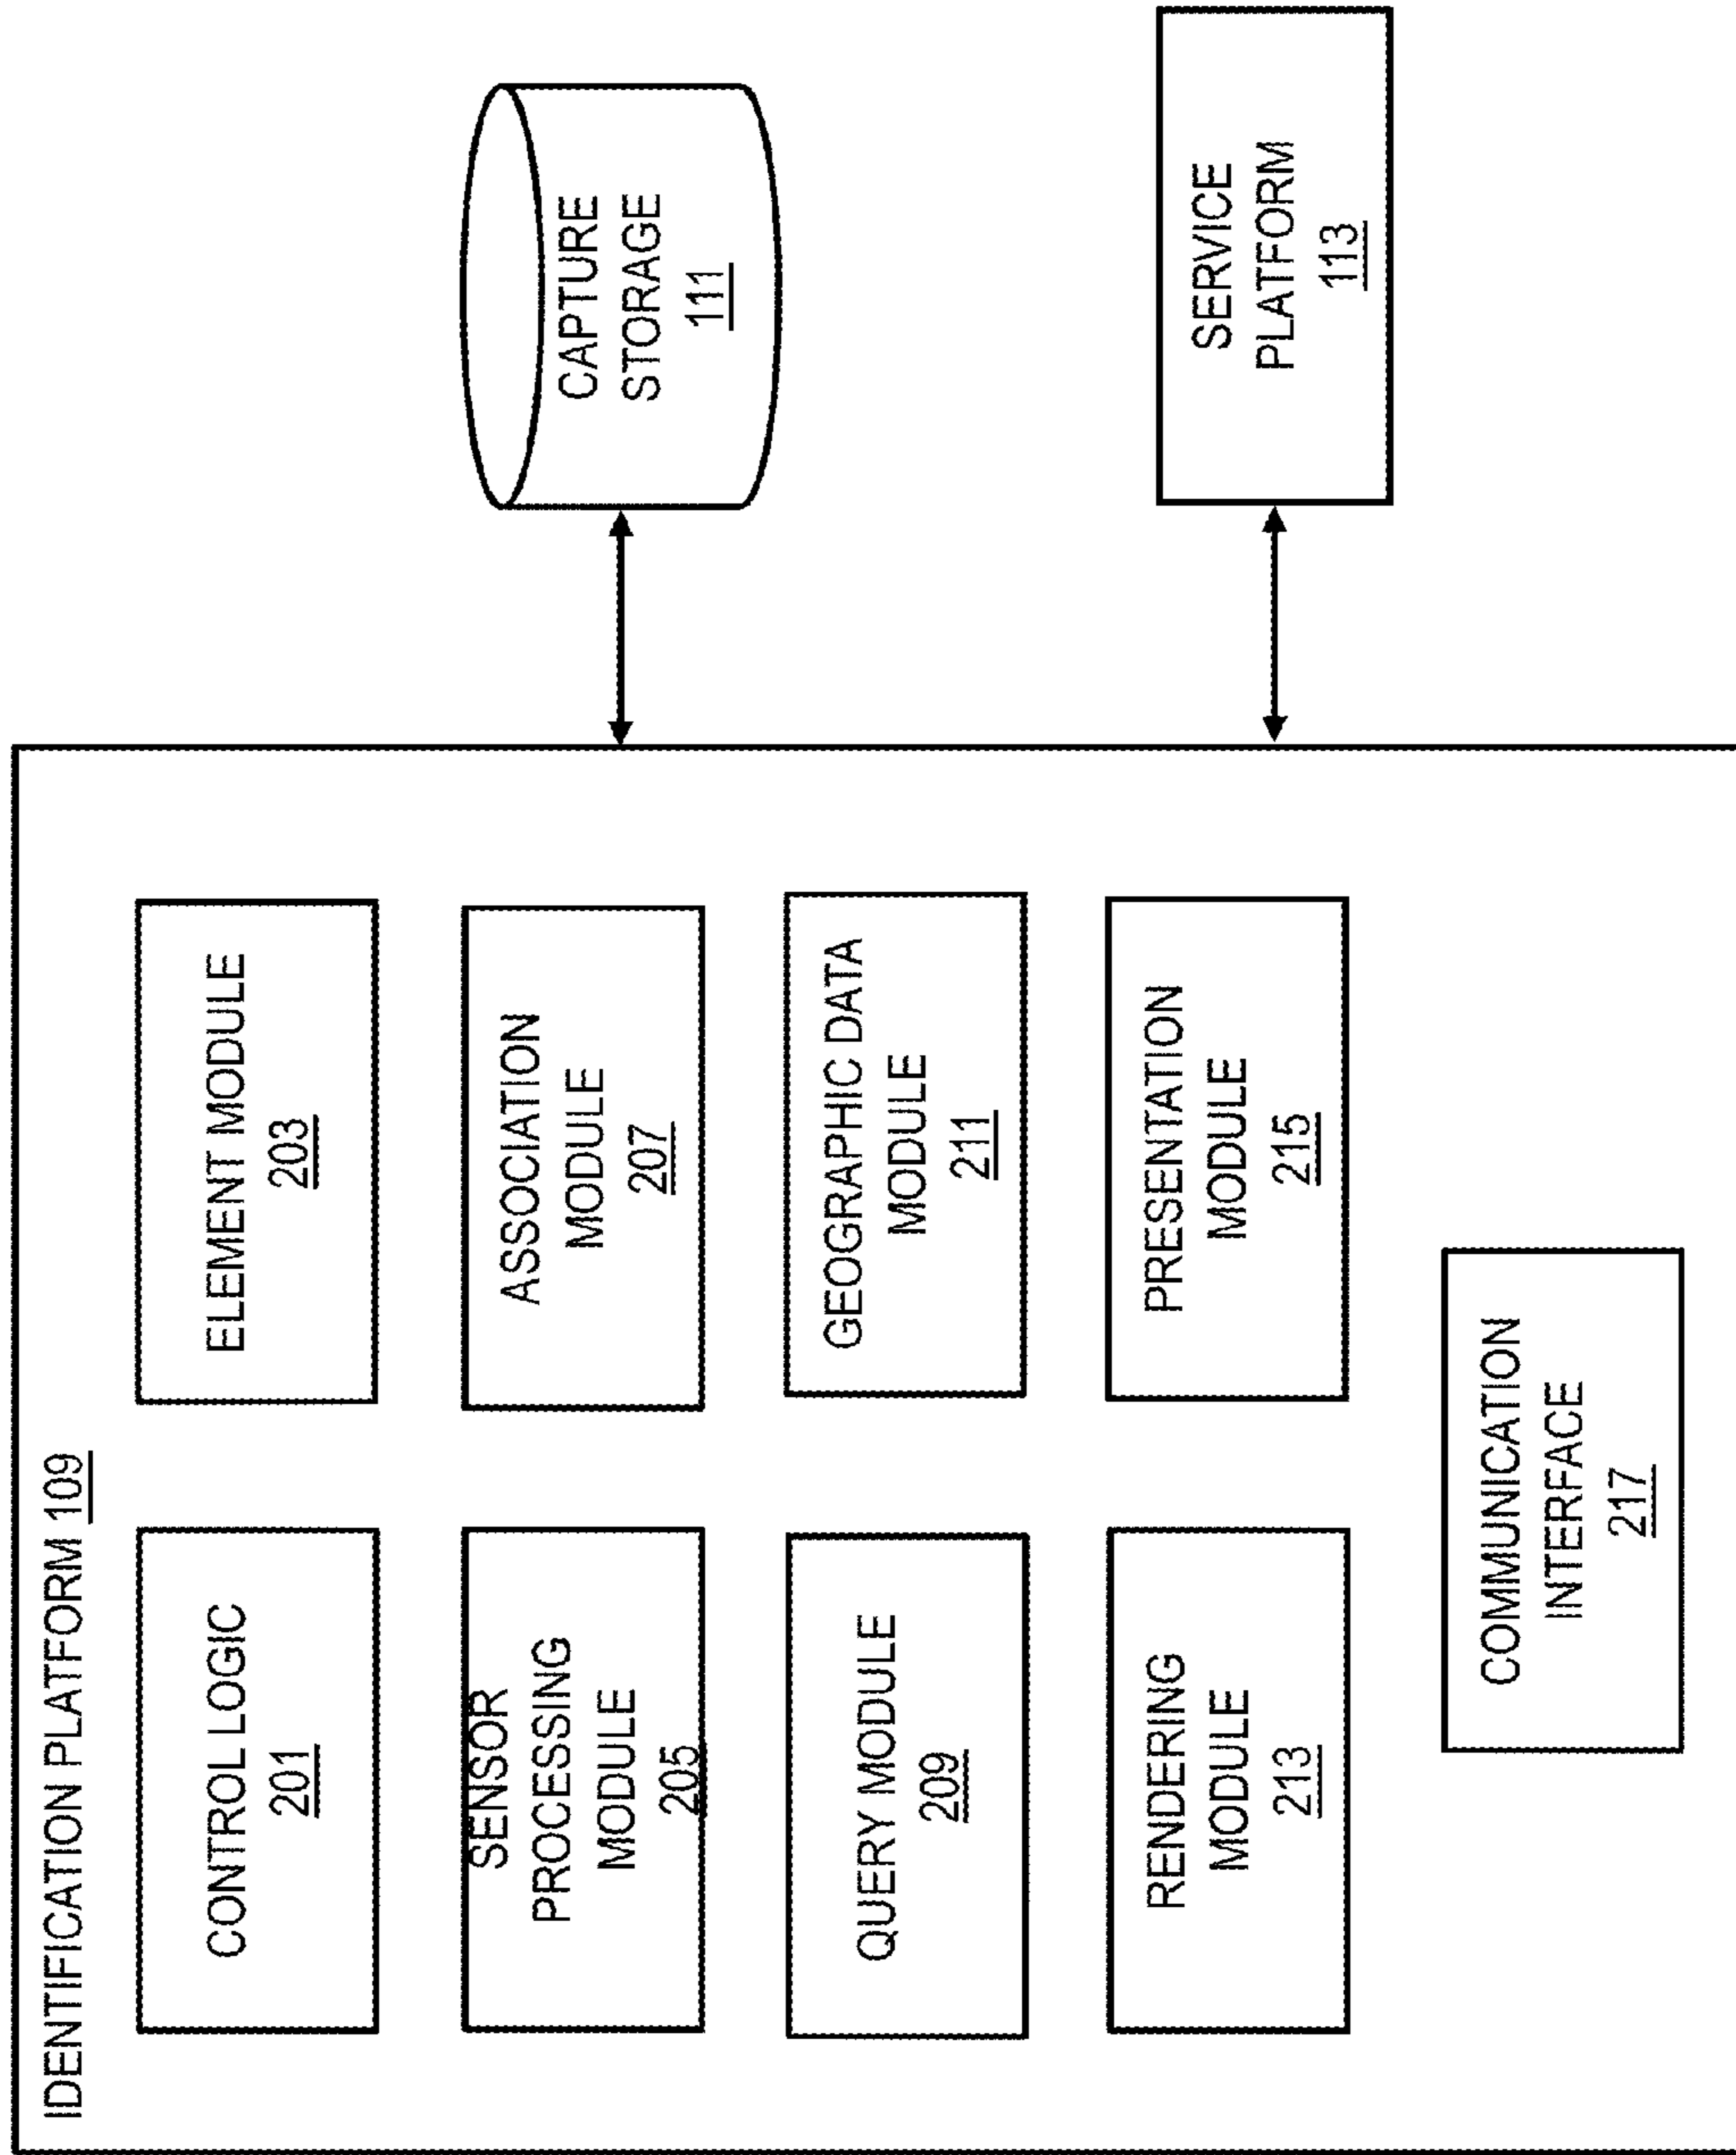 IDENTIFICATION PLATFORM 109
CONTROL LOGIC
201
ELEMENT MODULE
203
SENSOR
PROCESSING
MODULE
205
ASSOCIATION
MODULE
207
QUERY MODULE
209
GEOGRAPHIC DATA
MODULE
211
RENDERING
MODULE
213
PRESENTATION
MODULE
215
COMMUNICATION
INTERFACE
217
CAPTURE
STORAGE
111
SERVICE
PLATFORM
113